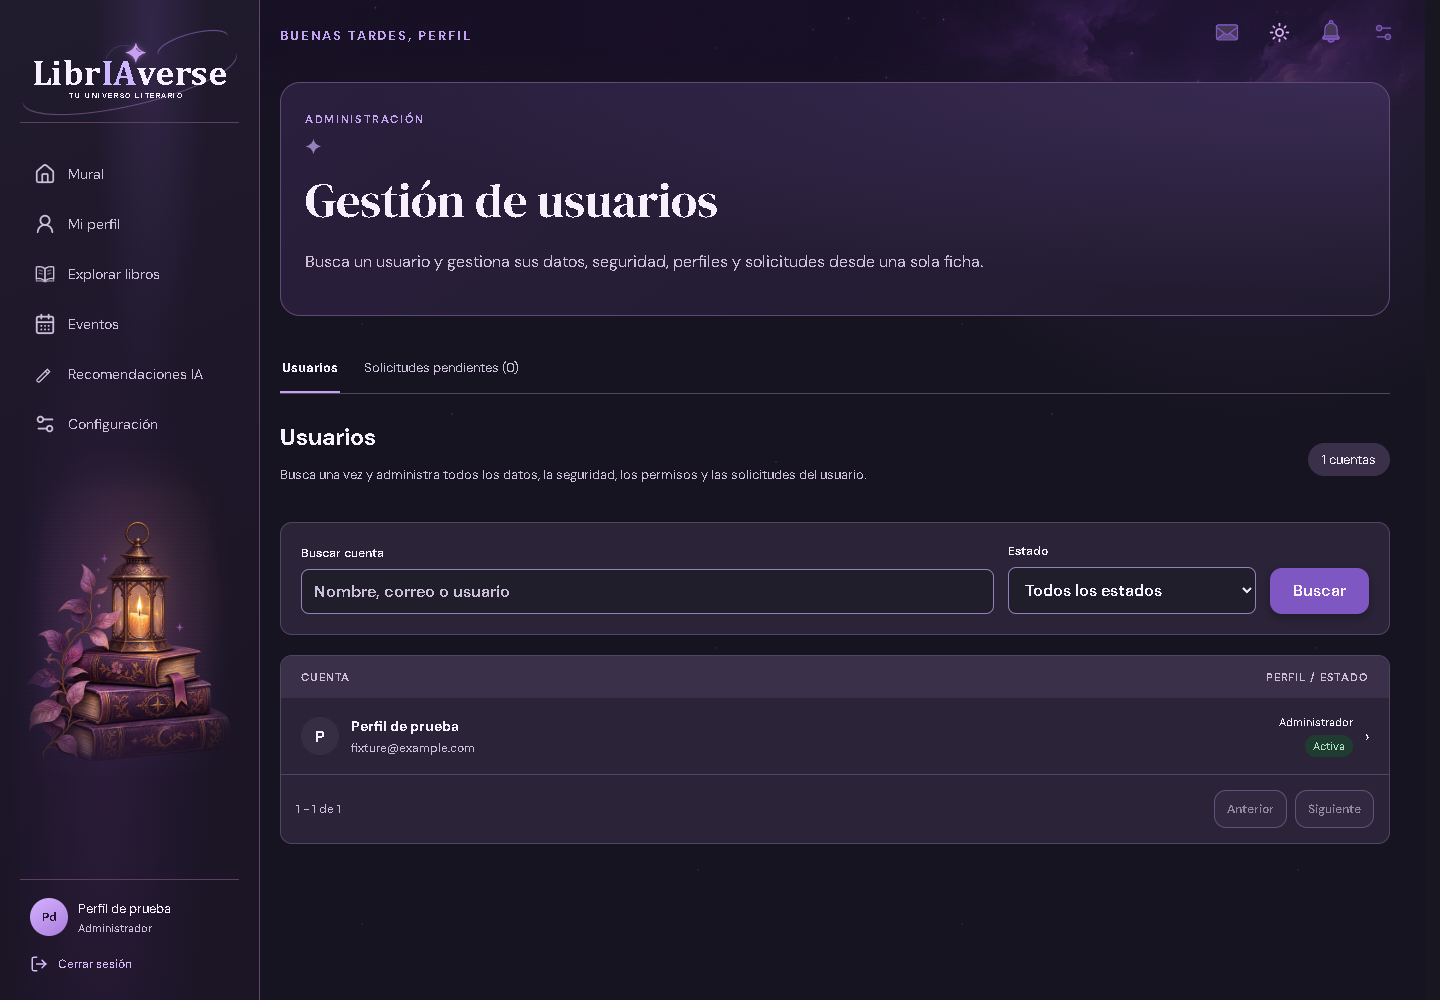 LibrIAverse
TU UNIVERSO LITERARIO
Mural
Mi perfil
Explorar libros
Eventos
Recomendaciones IA
Configuración
Perfil de prueba
Pd
Administrador
Cerrar sesión
BUENAS TARDES, PERFIL
ADMINISTRACIÓN
Gestión de usuarios
Busca un usuario y gestiona sus datos, seguridad, perfiles y solicitudes desde una sola ficha.
Usuarios Solicitudes pendientes (0)
Usuarios
Busca una vez y administra todos los datos, la seguridad, los permisos y las solicitudes del usuario.
1 cuentas
Buscar cuenta
Nombre, correo o usuario
Estado
Todos los estados
Buscar
CUENTA PERFIL / ESTADO
P
Perfil de prueba
fixture@example.com
Administrador
Activa
›
1 – 1 de 1
Anterior
Siguiente